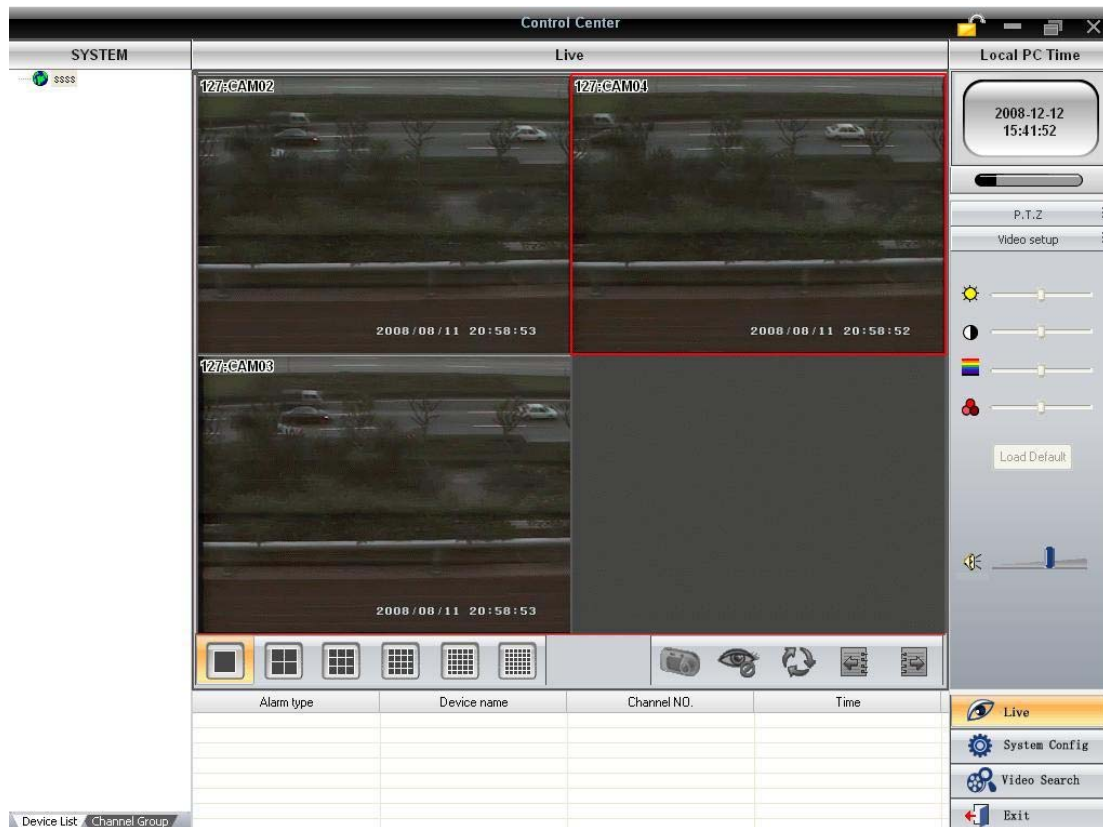 Control Center
SYSTEM
Live
Local PC Time
ssss
127:CAM02
127:CAM04
2008-12-12
15:41:52
P.T.Z
Video setup
2008/08/11 20:58:53
2008/08/11 20:58:52
127:CAM03
Load Default
2008/08/11 20:58:53
Alarm type
Device name
Channel NO.
Time
Live
System Config
Video Search
Exit
Device List
Channel Group